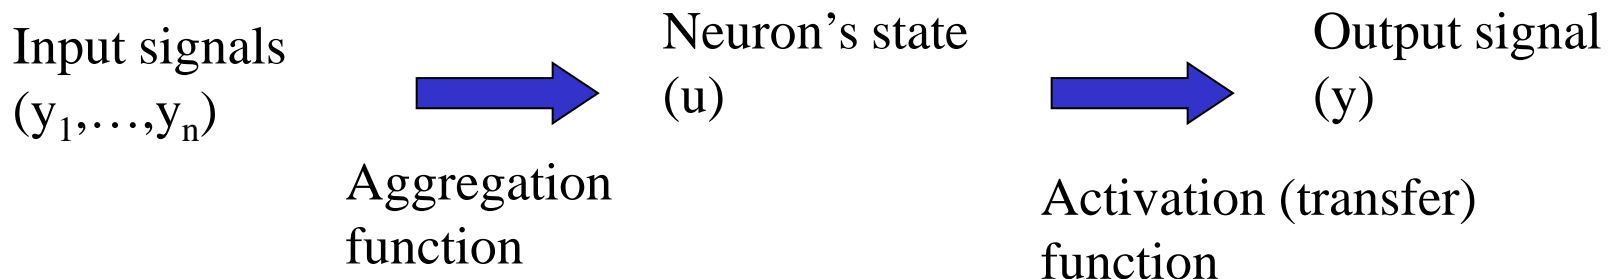 Input signals
(y₁,…,yₙ)
Aggregation
function
Neuron’s state
(u)
Activation (transfer)
function
Output signal
(y)